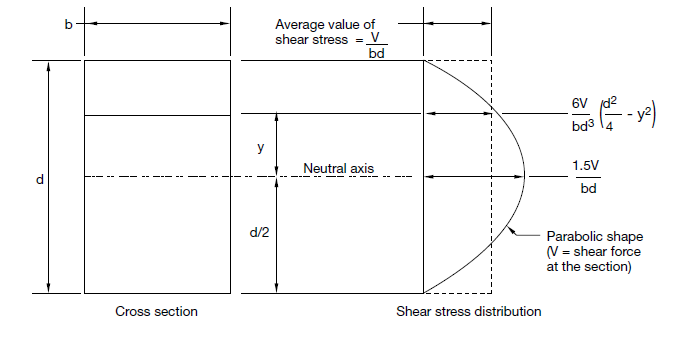 b
Average value of
shear stress = V
bd
6V (d² - y²)
bd³ 4
y
Neutral axis
1.5V
bd
d
d/2
Parabolic shape
(V = shear force
at the section)
Cross section
Shear stress distribution